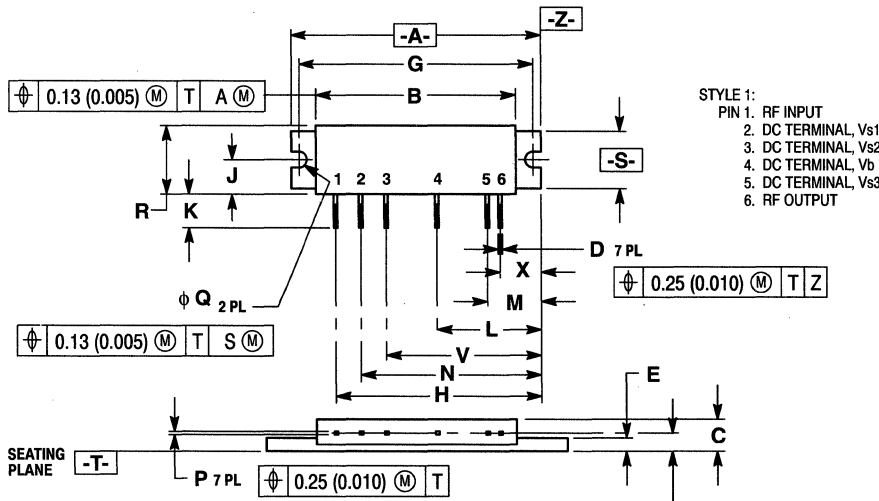 -A-
-Z-
G
⌖ 0.13 (0.005) Ⓜ T A Ⓜ
B
STYLE 1:
PIN 1. RF INPUT
2. DC TERMINAL, Vs1
3. DC TERMINAL, Vs2
4. DC TERMINAL, Vb
5. DC TERMINAL, Vs3
6. RF OUTPUT
-S-
J
1 2 3 4 5 6
R
K
D 7 PL
X
⌖ 0.25 (0.010) Ⓜ T Z
ϕ Q 2 PL
M
L
⌖ 0.13 (0.005) Ⓜ T S Ⓜ
V
N
E
H
C
SEATING
PLANE
-T-
P 7 PL
⌖ 0.25 (0.010) Ⓜ T